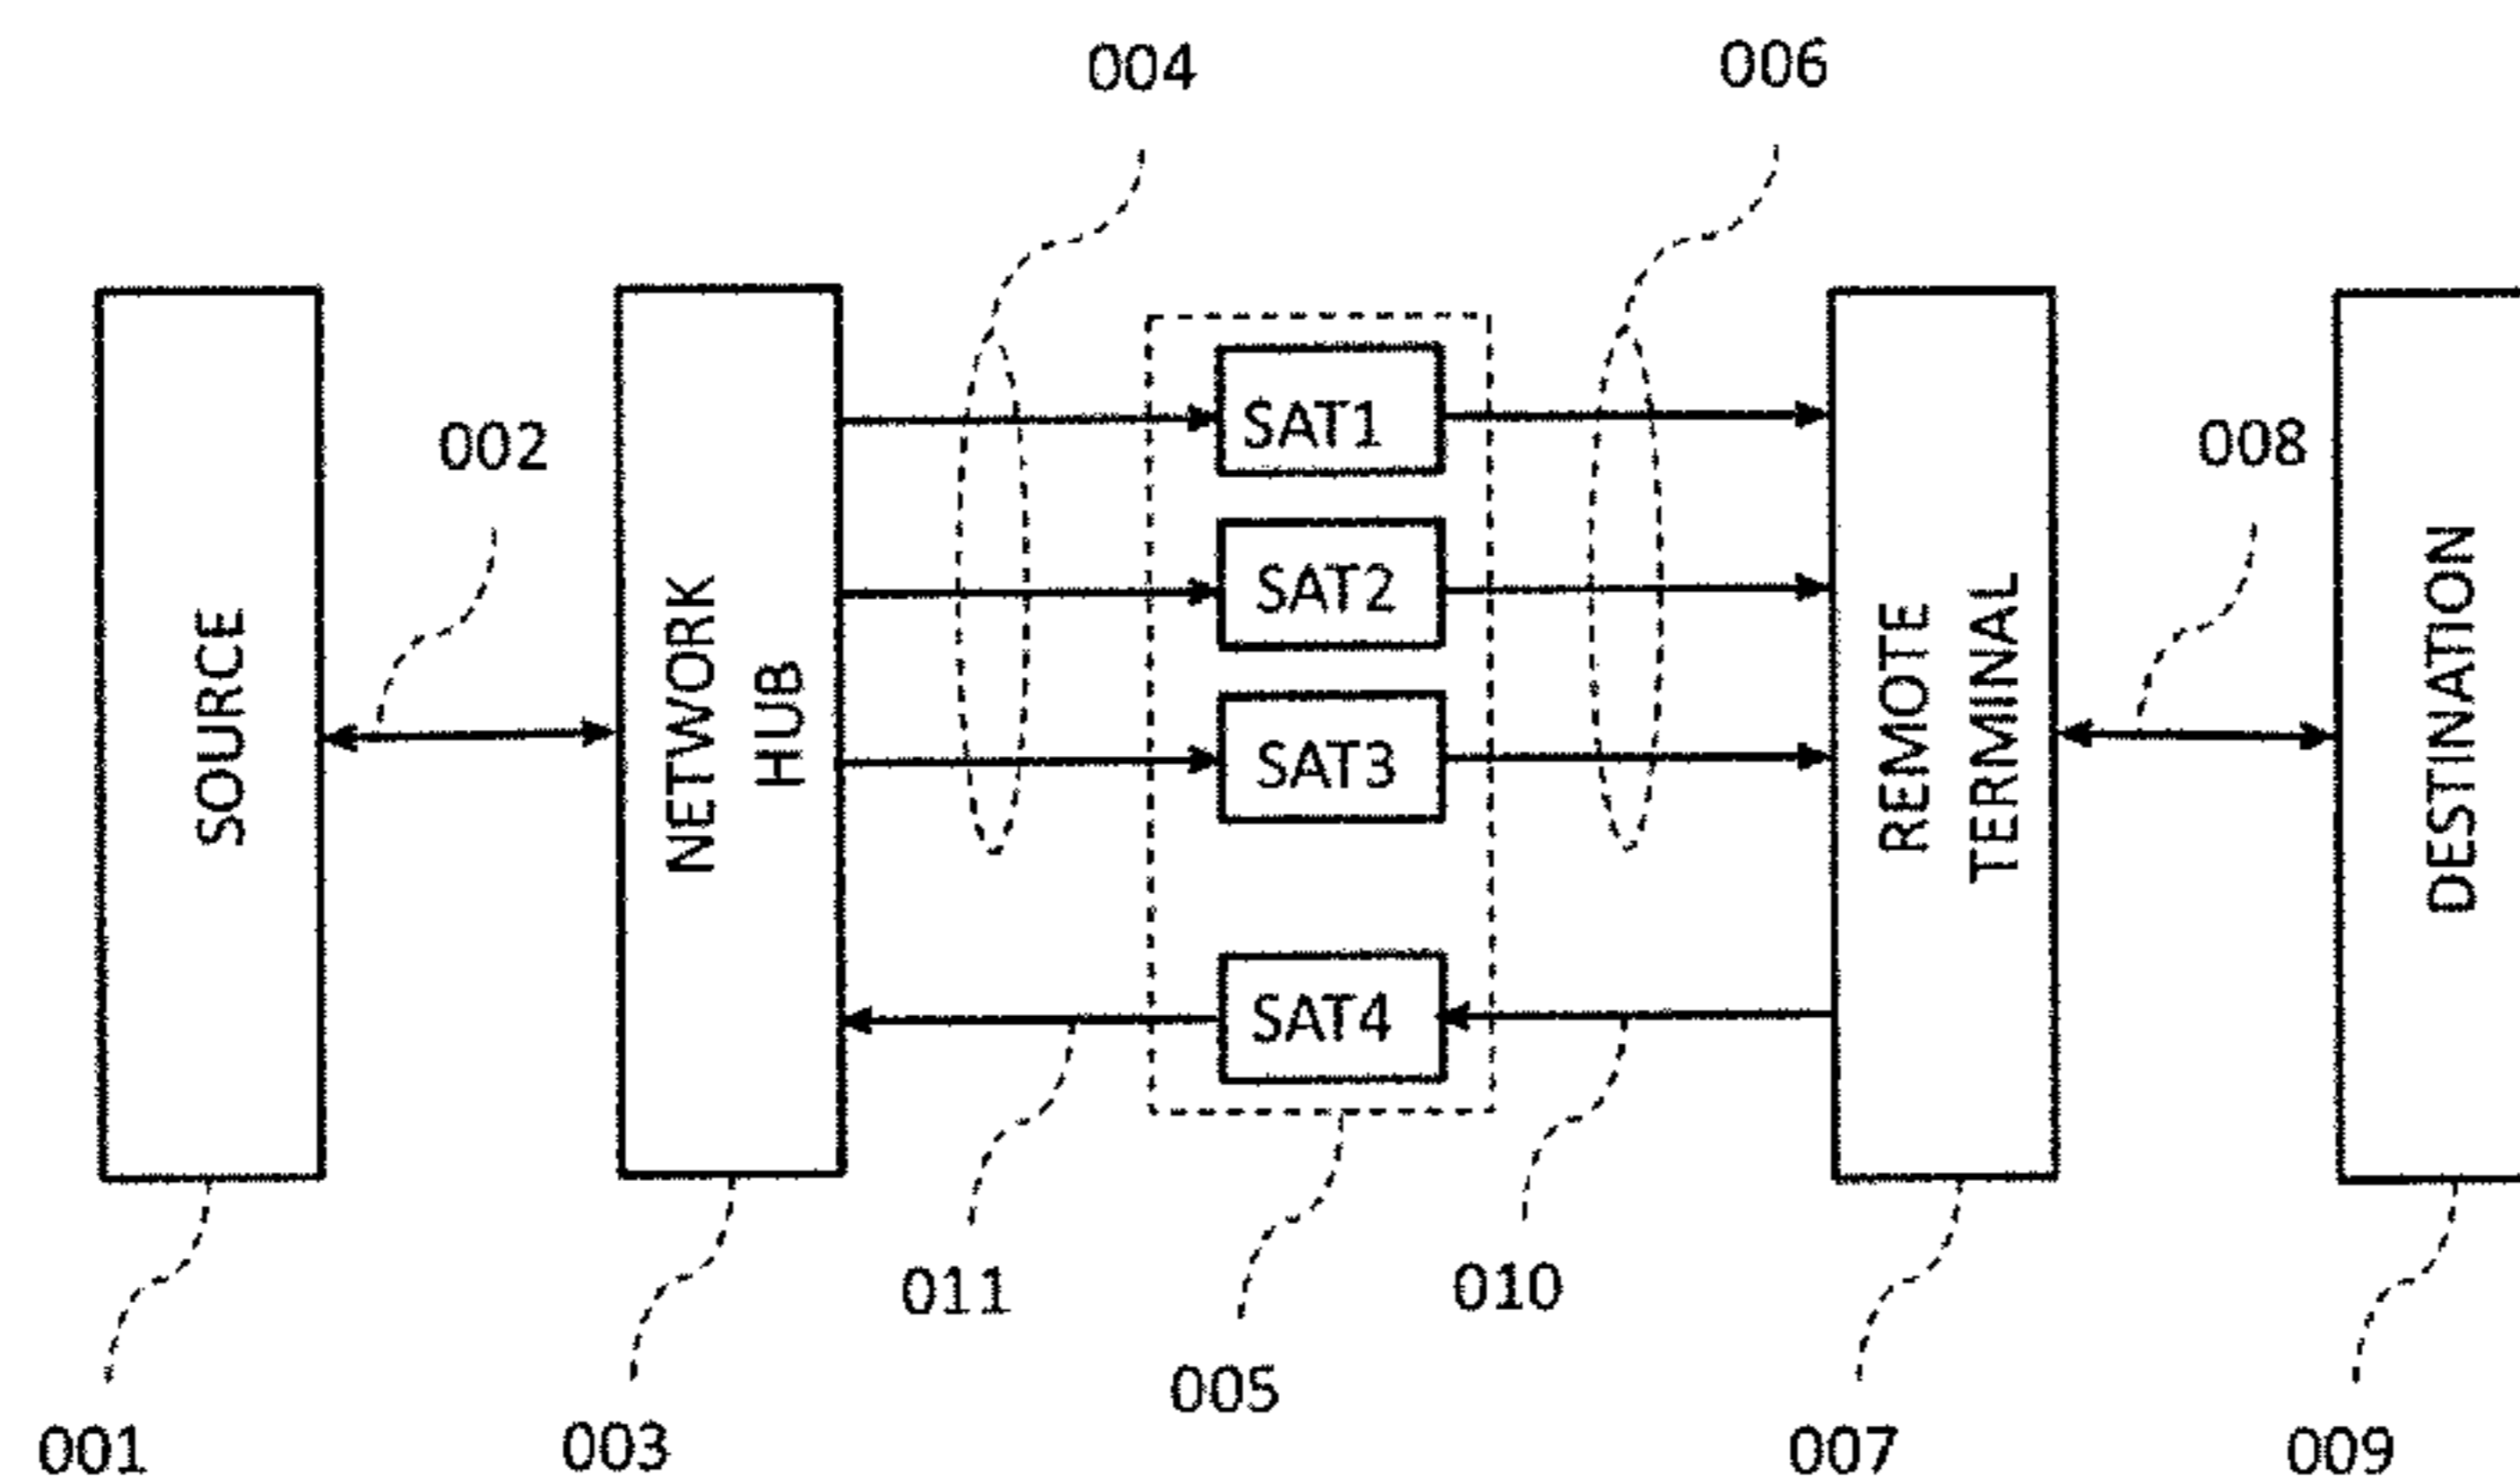 004
006
002
008
SOURCE
NETWORK
HUB
SAT1
SAT2
SAT3
SAT4
REMOTE
TERMINAL
DESTINATION
011
010
005
001
003
007
009